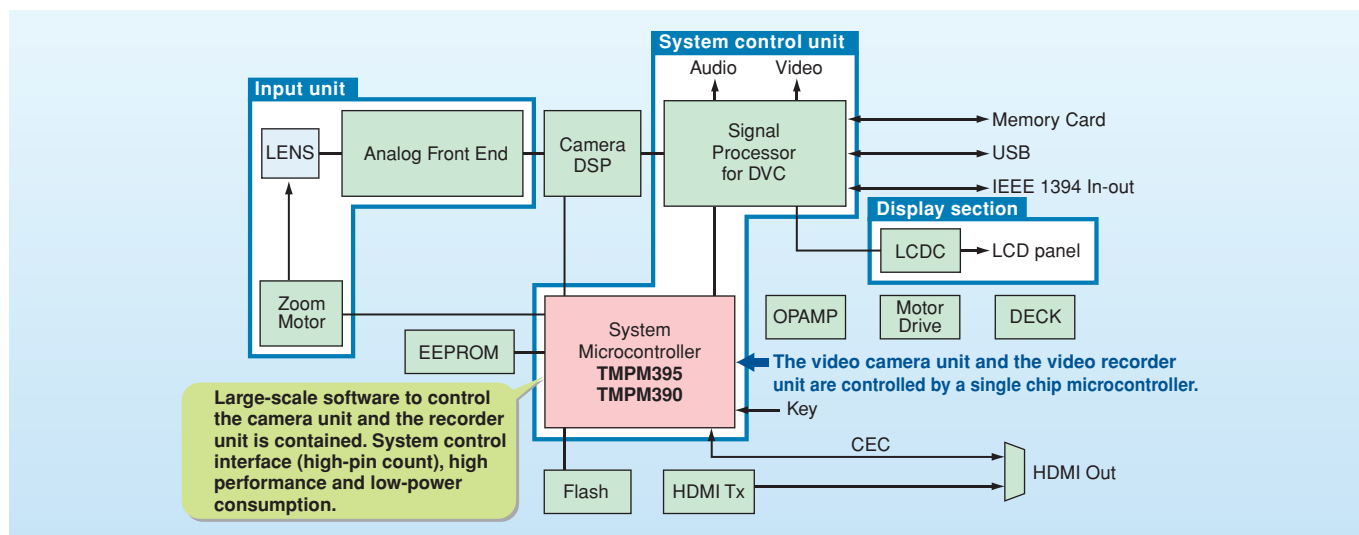 System control unit
Audio
Video
Input unit
LENS
Analog Front End
Camera
DSP
Signal
Processor
for DVC
Memory Card
USB
IEEE 1394 In-out
Display section
LCDC
LCD panel
Zoom
Motor
System
Microcontroller
TMPM395
TMPM390
OPAMP
Motor
Drive
DECK
EEPROM
The video camera unit and the video recorder
unit are controlled by a single chip microcontroller.
Large-scale software to control
the camera unit and the recorder
unit is contained. System control
interface (high-pin count), high
performance and low-power
consumption.
Key
CEC
HDMI Out
Flash
HDMI Tx